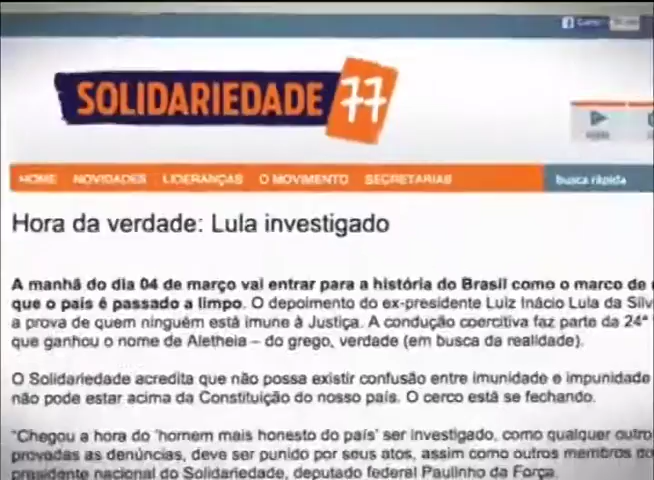 SOLIDARIEDADE 77
HOME NOVIDADES LIDERANÇAS O MOVIMENTO SECRETARIAS busca rápida
Hora da verdade: Lula investigado
A manhã do dia 04 de março vai entrar para a história do Brasil como o marco de
que o país é passado a limpo. O depoimento do ex-presidente Luiz Inácio Lula da Silv
a prova de quem ninguém está imune à Justiça. A condução coercitiva faz parte da 24ª
que ganhou o nome de Aletheia – do grego, verdade (em busca da realidade).
O Solidariedade acredita que não possa existir confusão entre imunidade e impunidade
não pode estar acima da Constituição do nosso país. O cerco está se fechando.
"Chegou a hora do 'homem mais honesto do país' ser investigado, como qualquer outro
provadas as denúncias, deve ser punido por seus atos, assim como outros membros do
presidente nacional do Solidariedade, deputado federal Paulinho da Força.